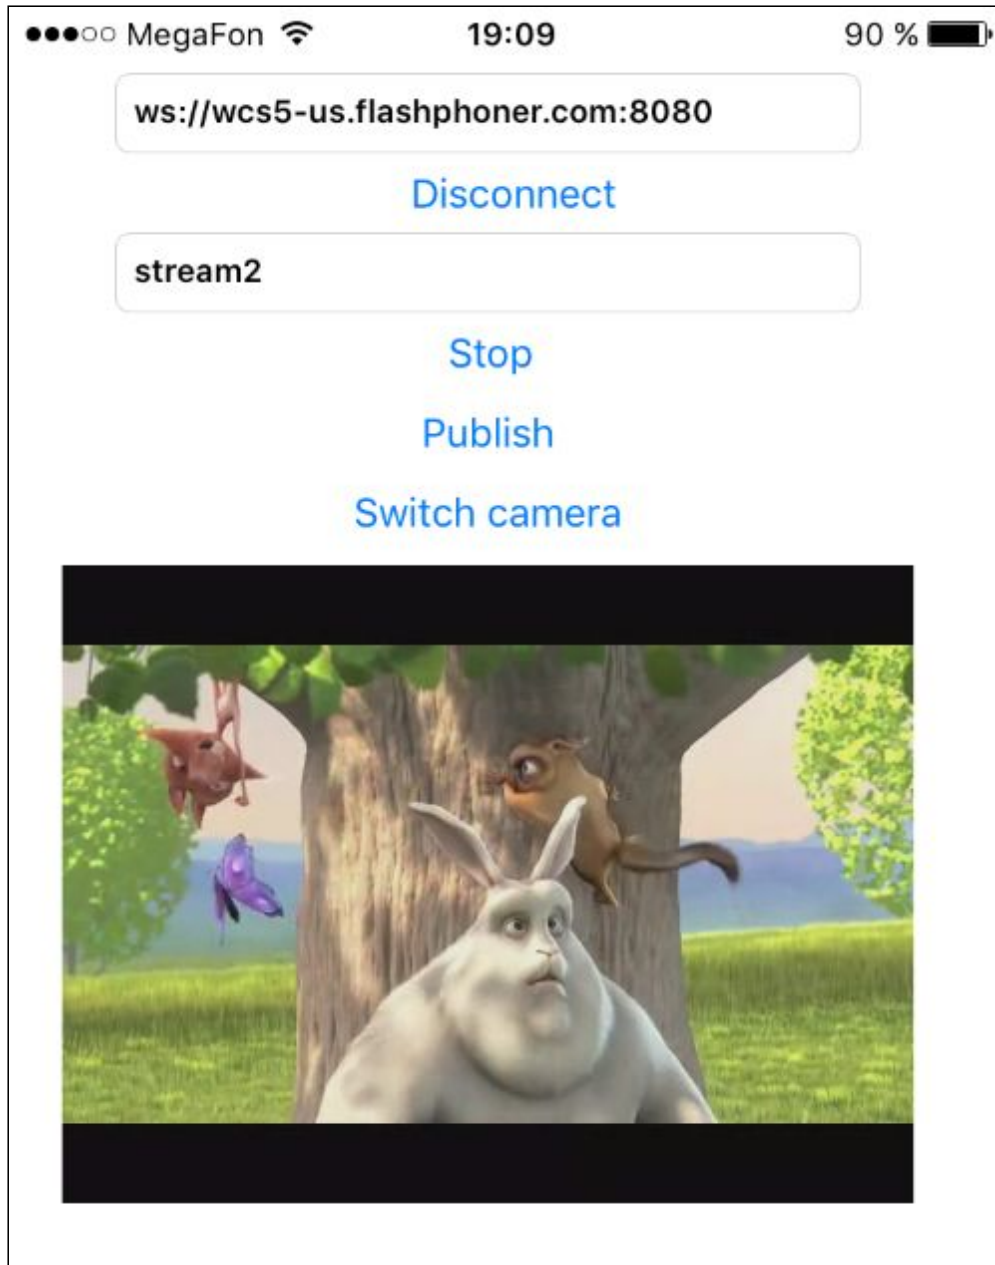 MegaFon 19:09 90 %
ws://wcs5-us.flashphoner.com:8080
Disconnect
stream2
Stop
Publish
Switch camera